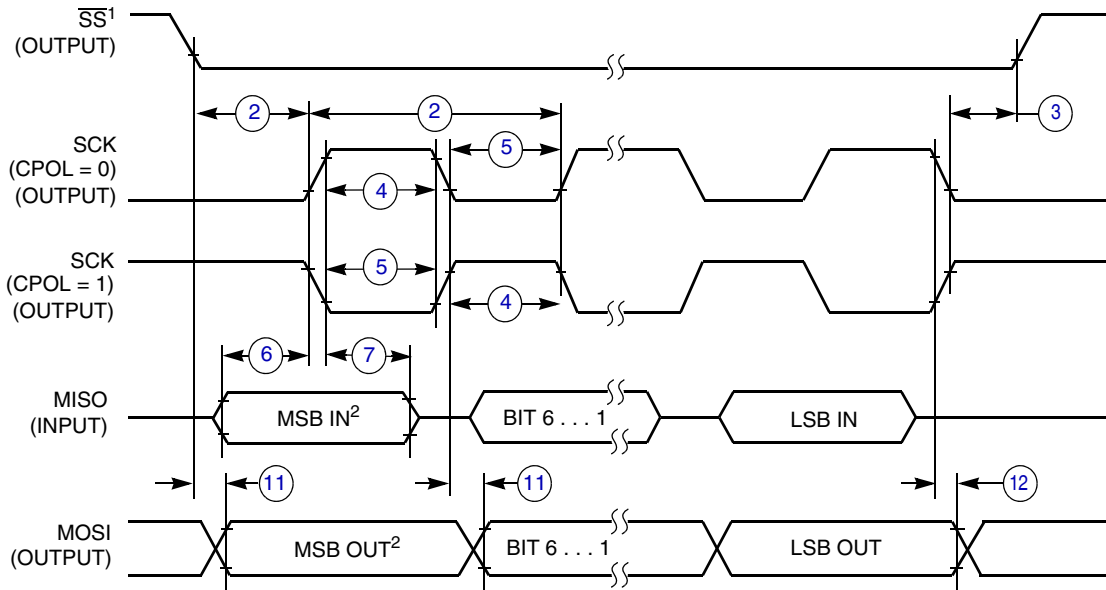 SS¹
(OUTPUT)
2
2
3
SCK
(CPOL = 0)
(OUTPUT)
5
4
SCK
(CPOL = 1)
(OUTPUT)
5
4
6
7
MISO
(INPUT)
MSB IN²
BIT 6 . . . 1
LSB IN
11
11
12
MOSI
(OUTPUT)
MSB OUT²
BIT 6 . . . 1
LSB OUT